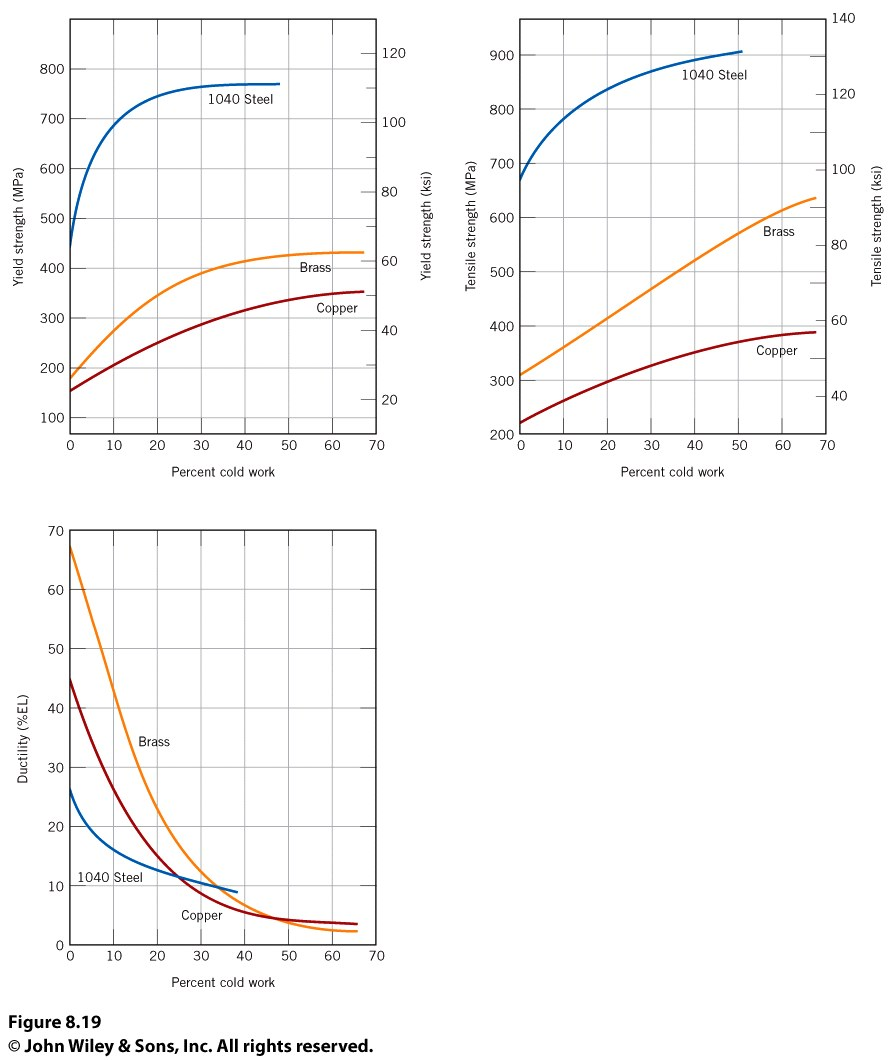 800
700
600
500
400
300
200
100
Yield strength (MPa)
120
100
80
60
40
20
Yield strength (ksi)
1040 Steel
Brass
Copper
0 10 20 30 40 50 60 70
Percent cold work
900
800
700
600
500
400
300
200
Tensile strength (MPa)
140
120
100
80
60
40
Tensile strength (ksi)
1040 Steel
Brass
Copper
0 10 20 30 40 50 60 70
Percent cold work
70
60
50
40
30
20
10
0
Ductility (%EL)
Brass
1040 Steel
Copper
0 10 20 30 40 50 60 70
Percent cold work
Figure 8.19
© John Wiley & Sons, Inc. All rights reserved.